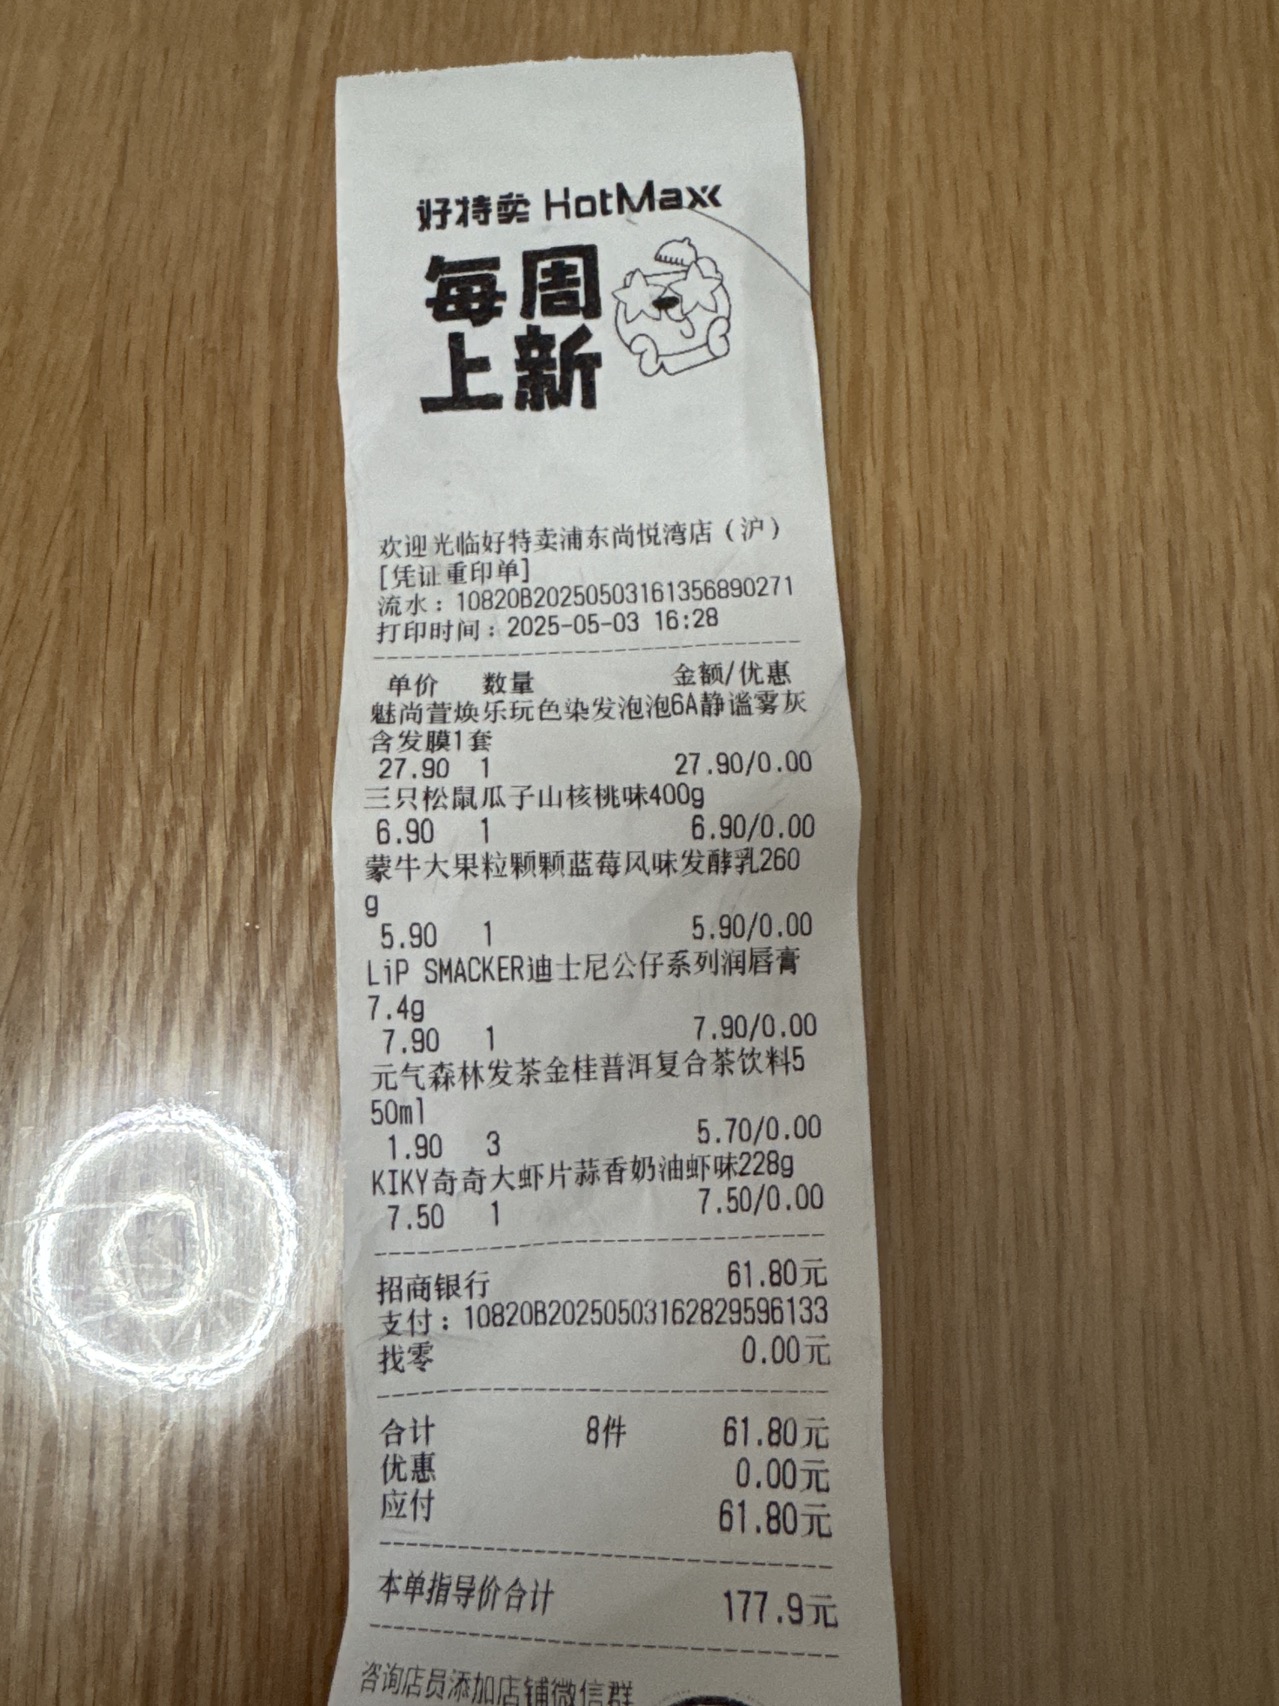 好特卖 HotMaxx
每周
上新
欢迎光临好特卖浦东尚悦湾店（沪）
[凭证重印单]
流水：10820B20250503161356890271
打印时间：2025-05-03 16:28
单价 数量 金额/优惠
魅尚萱焕乐玩色染发泡泡6A静谧雾灰
含发膜1套
27.90 1 27.90/0.00
三只松鼠瓜子山核桃味400g
6.90 1 6.90/0.00
蒙牛大果粒颗颗蓝莓风味发酵乳260
g
5.90 1 5.90/0.00
LiP SMACKER迪士尼公仔系列润唇膏
7.4g
7.90 1 7.90/0.00
元气森林发茶金桂普洱复合茶饮料5
50ml
1.90 3 5.70/0.00
KIKY奇奇大虾片蒜香奶油虾味228g
7.50 1 7.50/0.00
招商银行 61.80元
支付：10820B20250503162829596133
找零 0.00元
合计 8件 61.80元
优惠 0.00元
应付 61.80元
本单指导价合计 177.9元
咨询店员添加店铺微信群